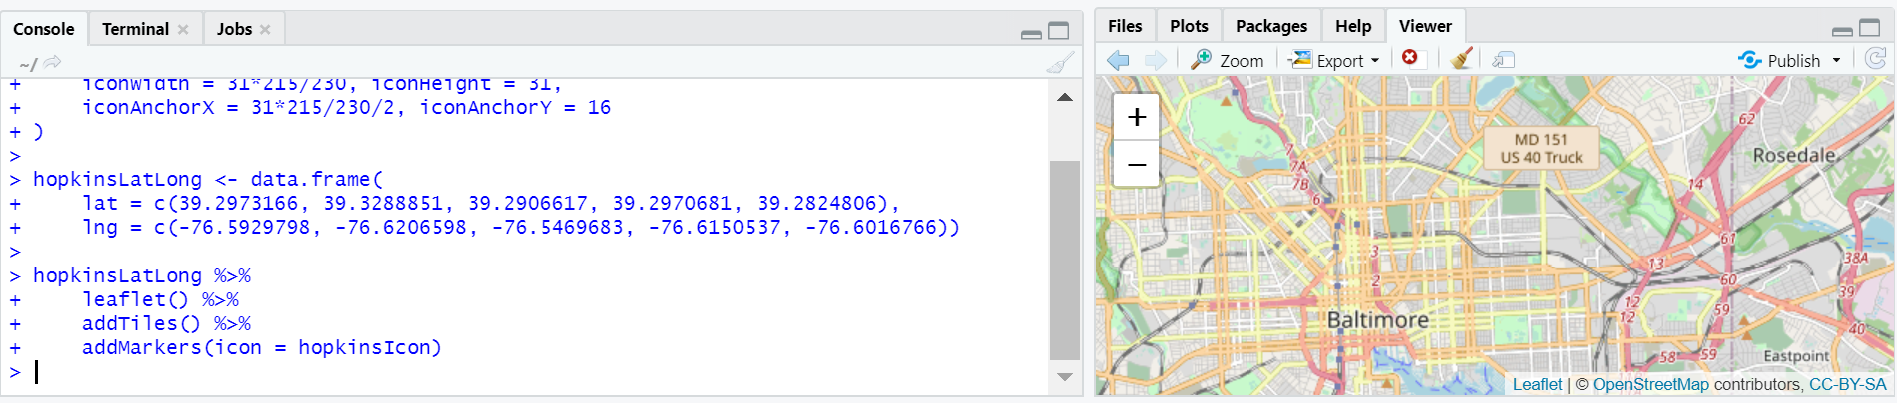 Console Terminal Jobs
~/
+     iconWidth = 31*215/230, iconHeight = 31,
+     iconAnchorX = 31*215/230/2, iconAnchorY = 16
+ )
>
> hopkinsLatLong <- data.frame(
+     lat = c(39.2973166, 39.3288851, 39.2906617, 39.2970681, 39.2824806),
+     lng = c(-76.5929798, -76.6206598, -76.5469683, -76.6150537, -76.6016766))
>
> hopkinsLatLong %>%
+     leaflet() %>%
+     addTiles() %>%
+     addMarkers(icon = hopkinsIcon)
>
Files Plots Packages Help Viewer
Zoom Export Publish
+
−
MD 151
US 40 Truck
62
Rosedale
7
7A
7B
6
14
61
3
2
13
60
38A
39
12
12
59
40
Baltimore
58
59
Eastpoint
Leaflet | © OpenStreetMap contributors, CC-BY-SA